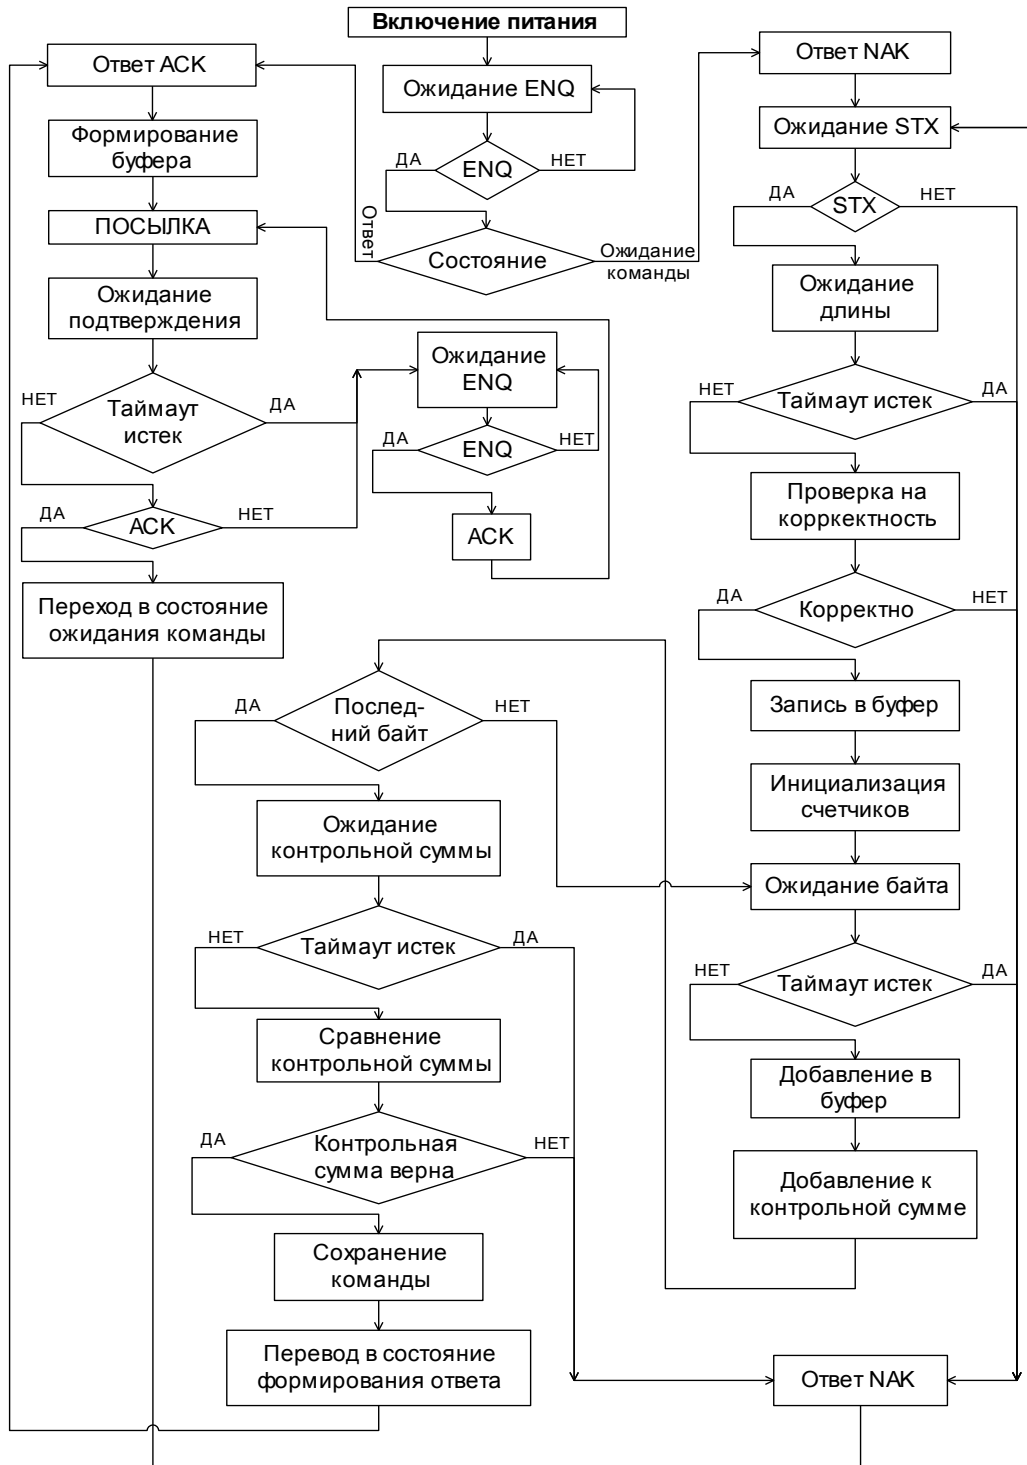 Включение питания
Ответ ACK
Ожидание ENQ
Ответ NAK
Формирование
буфера
ДА
ENQ
НЕТ
Ожидание STX
ДА
STX
НЕТ
ПОСЫЛКА
Ответ
Состояние
Ожидание
команды
Ожидание
подтверждения
Ожидание
длины
Ожидание
ENQ
НЕТ
Таймаут
истек
ДА
НЕТ
Таймаут истек
ДА
ДА
ENQ
НЕТ
Проверка на
корркектность
ДА
ACK
НЕТ
ACK
Переход в состояние
ожидания команды
ДА
Корректно
НЕТ
ДА
Послед-
ний байт
НЕТ
Запись в буфер
Инициализация
счетчиков
Ожидание
контрольной суммы
Ожидание байта
НЕТ
Таймаут истек
ДА
НЕТ
Таймаут истек
ДА
Сравнение
контрольной суммы
Добавление в
буфер
ДА
Контрольная
сумма верна
НЕТ
Добавление к
контрольной сумме
Сохранение
команды
Перевод в состояние
формирования ответа
Ответ NAK